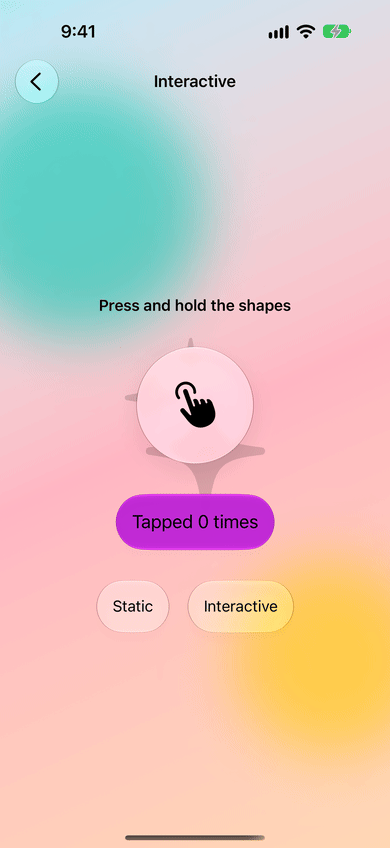 9:41
Interactive
Press and hold the shapes
Tapped 0 times
Static
Interactive